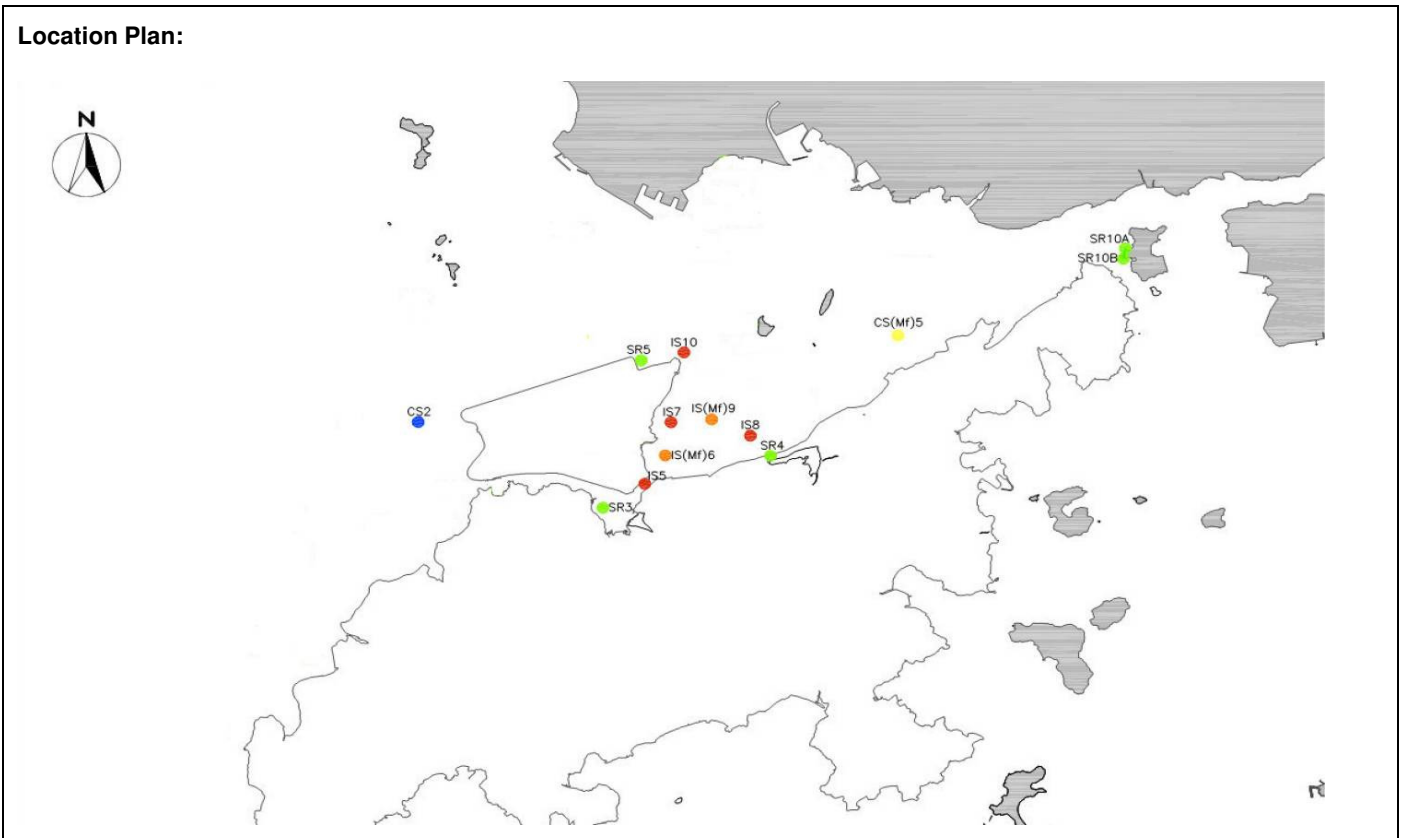 Location Plan:
N
SR10A
SR10B
CS(Mf)5
IS10
SR5
CS2
IS7
IS(Mf)9
IS8
SR4
IS(Mf)6
IS5
SR3